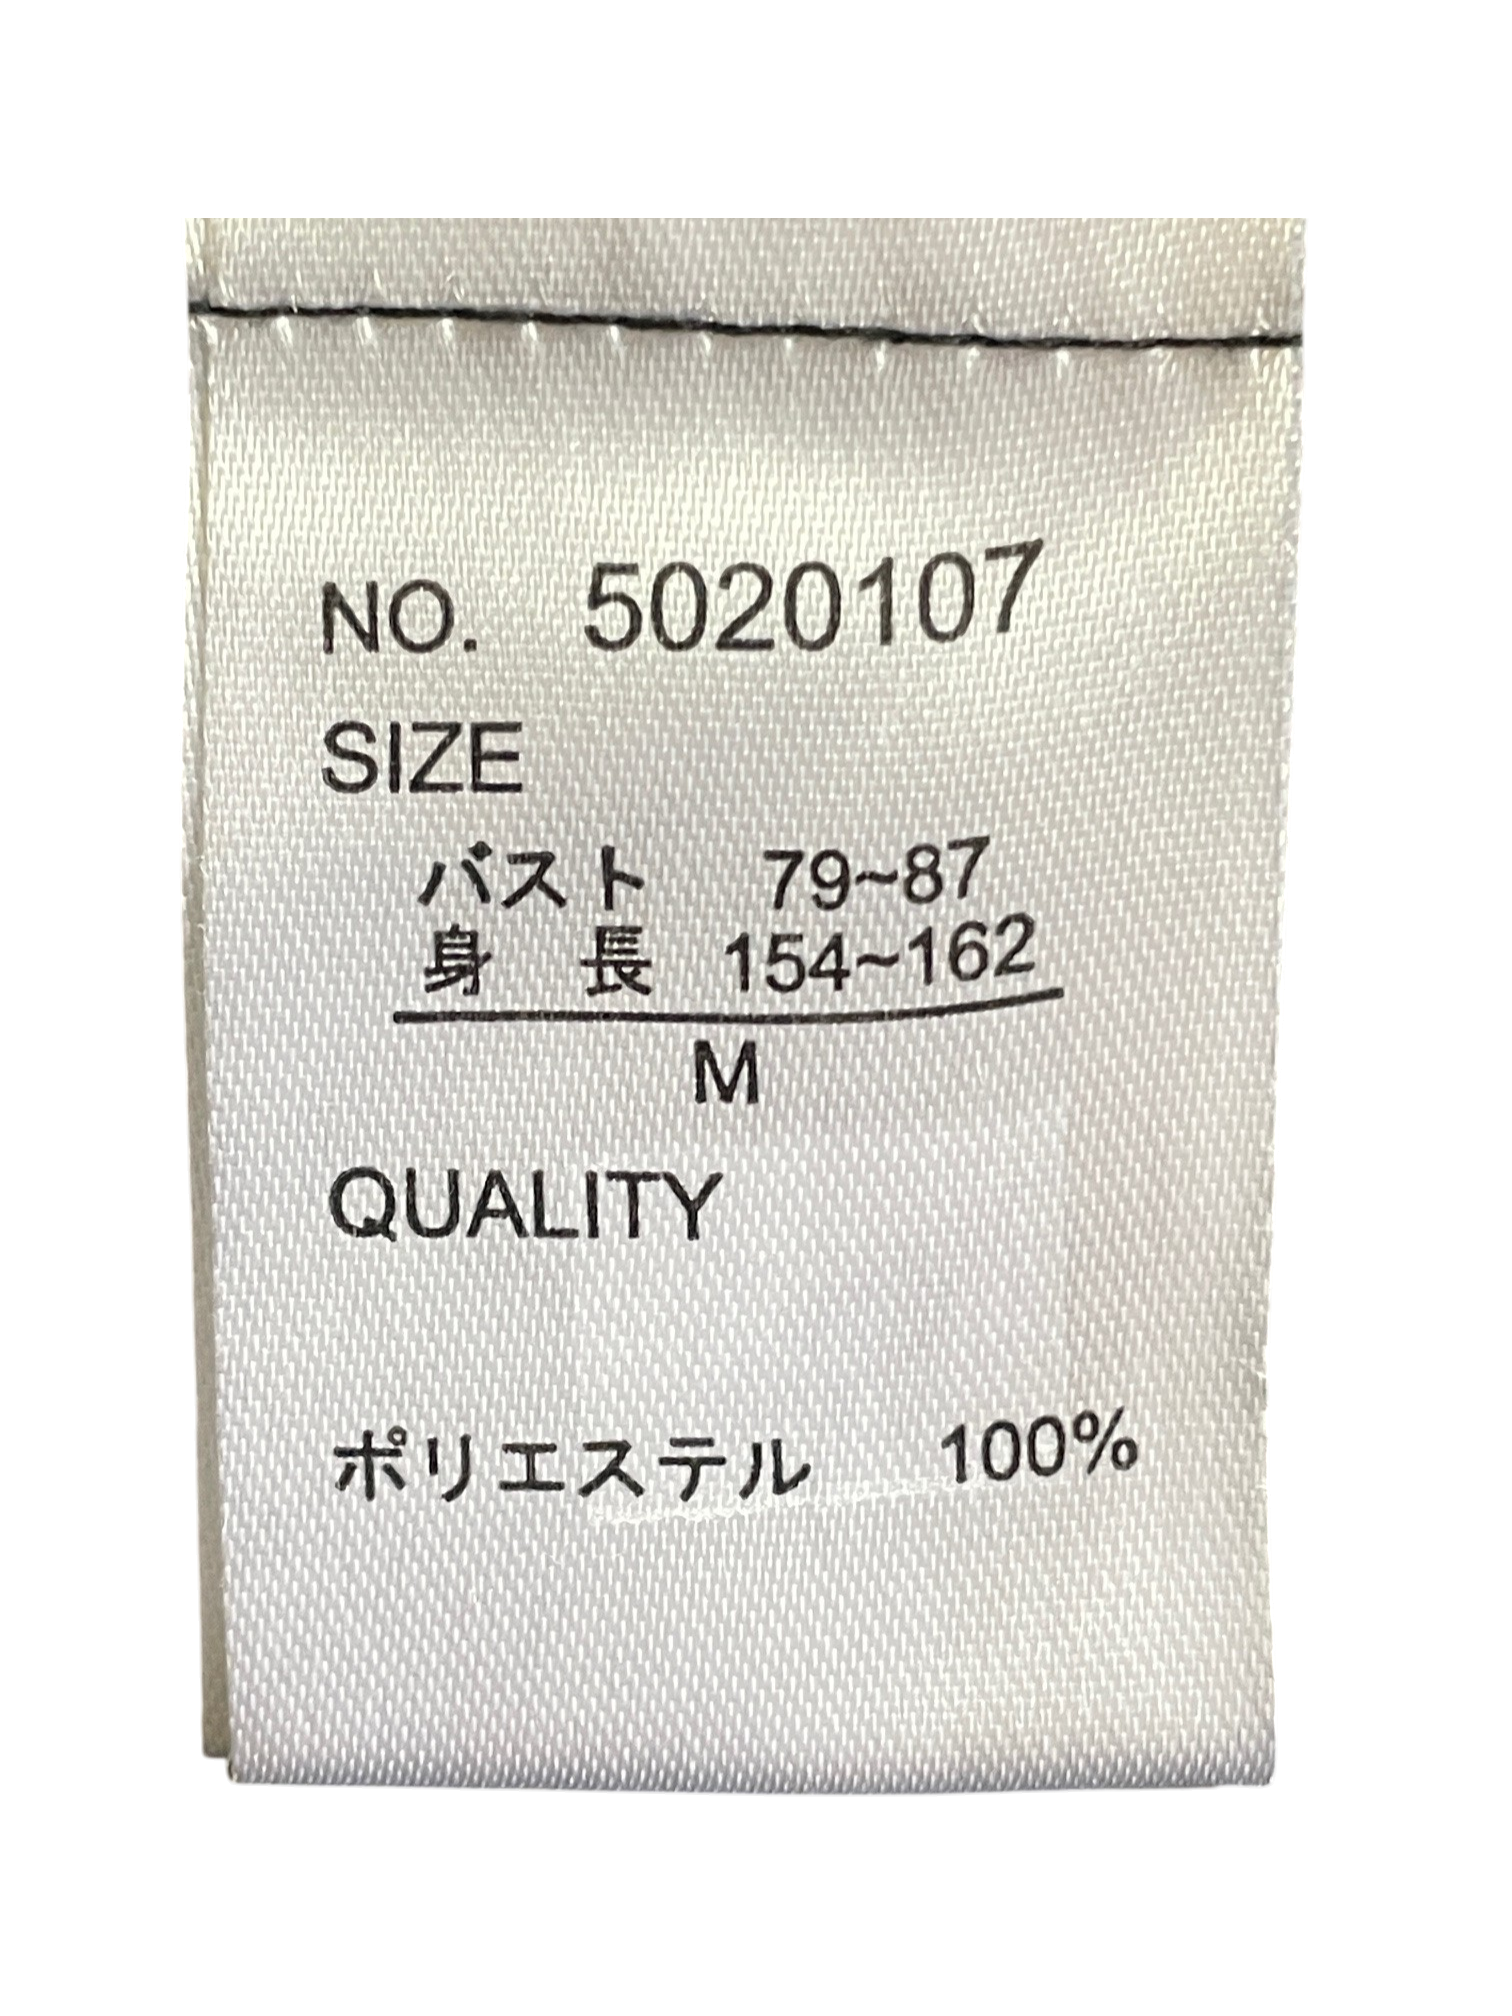 NO. 5020107
SIZE
バスト 79~87
身 長 154~162
M
QUALITY
ポリエステル 100%